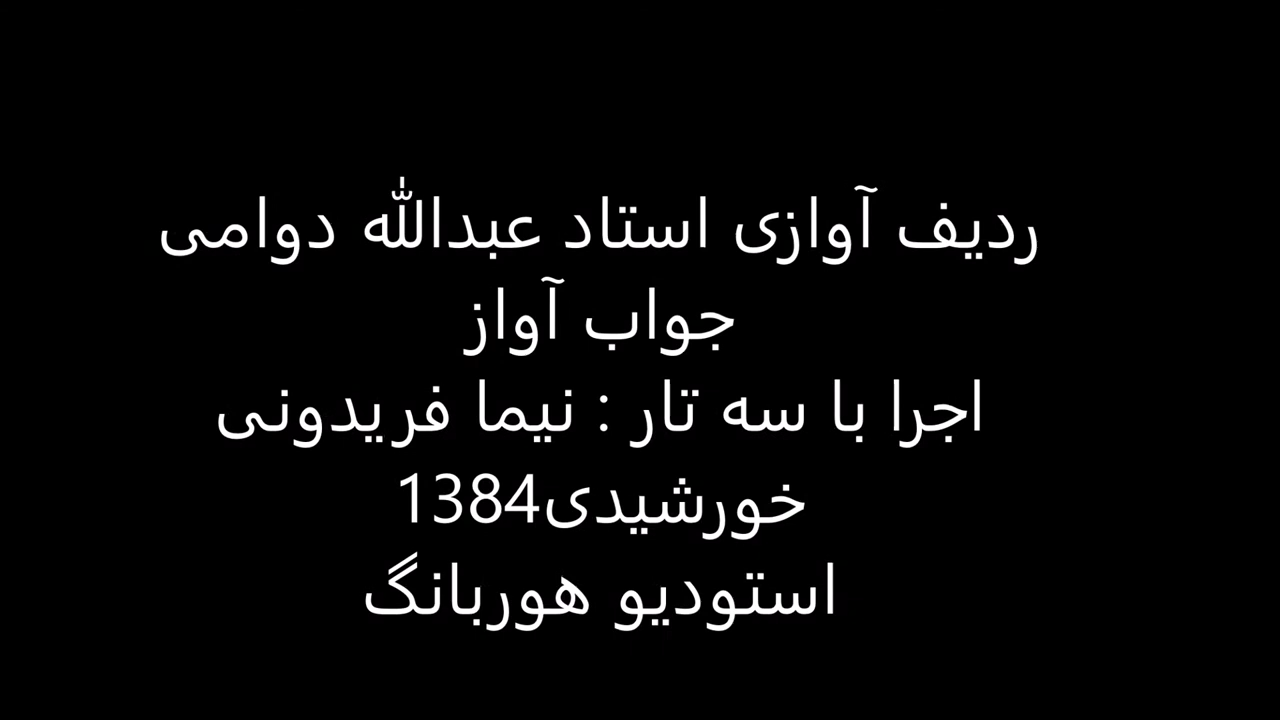 ردیف آوازی استاد عبدالله دوامی
جواب آواز
اجرا با سه تار : نیما فریدونی
خورشیدی1384
استودیو هوربانگ